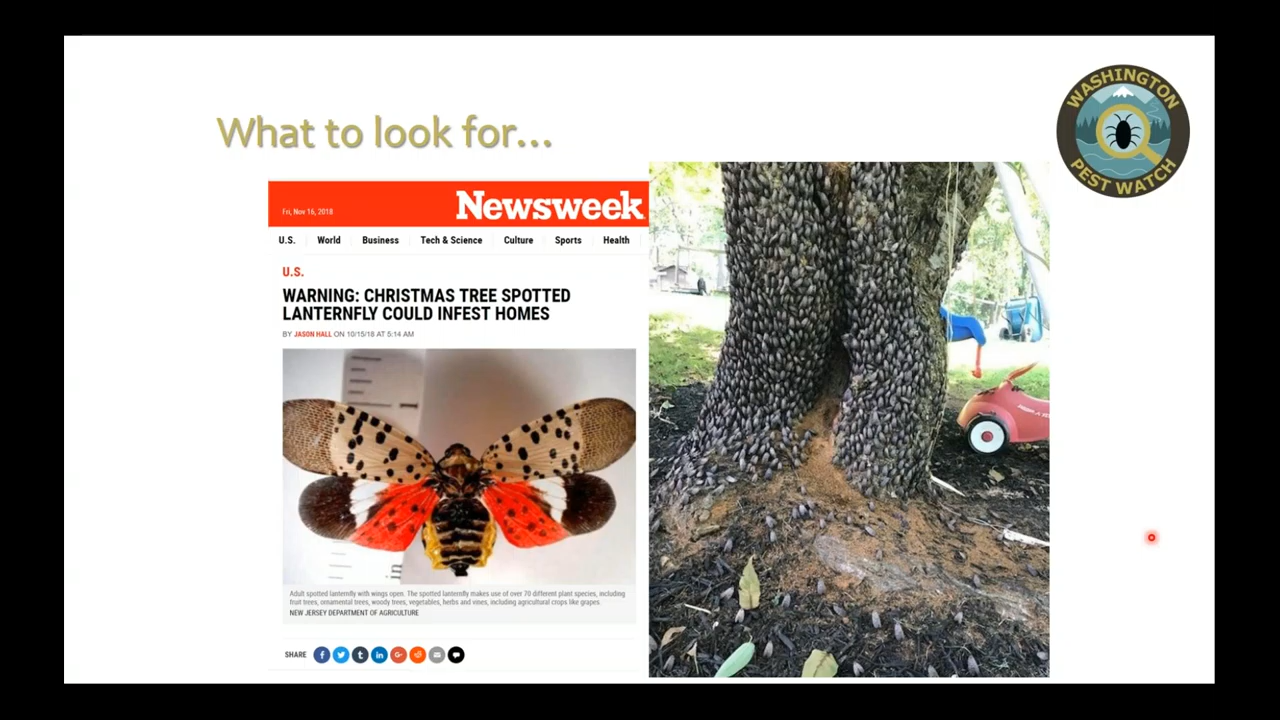 What to look for...
WASHINGTON
PEST WATCH
Fri, Nov 16, 2018
Newsweek
U.S. World Business Tech & Science Culture Sports Health
U.S.
WARNING: CHRISTMAS TREE SPOTTED
LANTERNFLY COULD INFEST HOMES
BY JASON HALL ON 10/15/18 AT 5:14 AM
Adult spotted lanternfly with wings open. The spotted lanternfly makes use of over 70 different plant species, including
fruit trees, ornamental trees, woody trees, vegetables, herbs and vines, including agricultural crops like grapes.
NEW JERSEY DEPARTMENT OF AGRICULTURE
SHARE